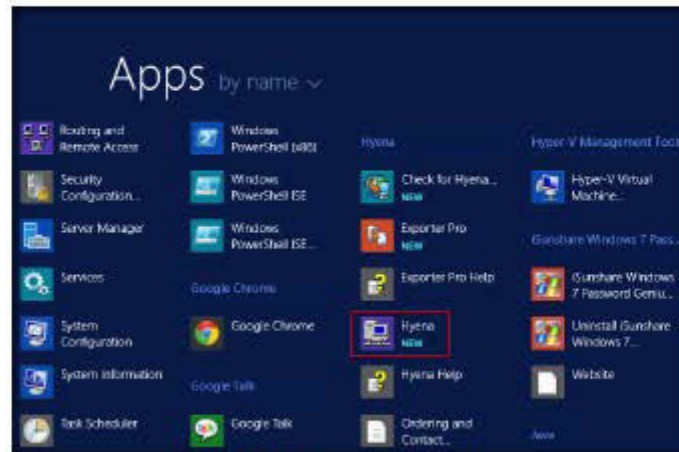 Apps by name
Routing and
Remote Access
Security
Configuration...
Server Manager
Services
System
Configuration
System Information
Task Scheduler
Windows
PowerShell (x86)
Windows
PowerShell ISE
Windows
PowerShell ISE...
Google Chrome
Google Chrome
Google Talk
Google Talk
Hyena
Check for Hyena...
NEW
Exporter Pro
NEW
Exporter Pro Help
Hyena
NEW
Hyena Help
Ordering and
Contact...
Hyper-V Management Tool
Hyper-V Virtual
Machine...
iSunshare Windows 7 Pass...
iSunshare Windows
7 Password Geniu...
Uninstall iSunshare
Windows 7...
Website
Java